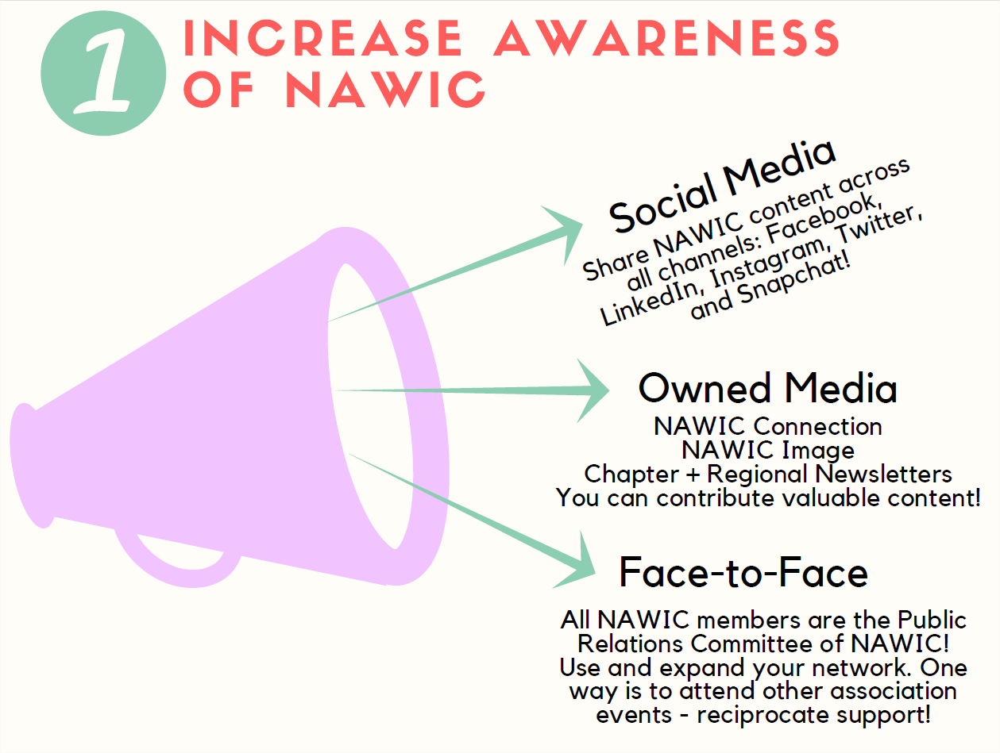 1
INCREASE AWARENESS
OF NAWIC
Social Media
Share NAWIC content across
all channels: Facebook,
LinkedIn, Instagram, Twitter,
and Snapchat!
Owned Media
NAWIC Connection
NAWIC Image
Chapter + Regional Newsletters
You can contribute valuable content!
Face-to-Face
All NAWIC members are the Public
Relations Committee of NAWIC!
Use and expand your network. One
way is to attend other association
events - reciprocate support!